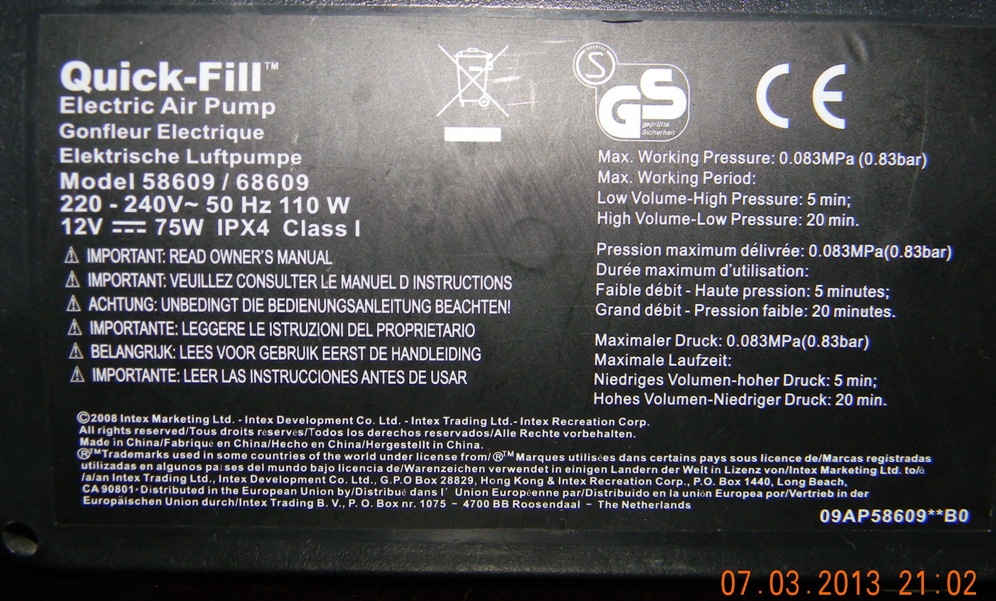 Quick-Fill™
Electric Air Pump
Gonfleur Electrique
Elektrische Luftpumpe
Model 58609 / 68609
220 - 240V~ 50 Hz 110 W
12V ⎓ 75W IPX4 Class I
⚠ IMPORTANT: READ OWNER'S MANUAL
⚠ IMPORTANT: VEUILLEZ CONSULTER LE MANUEL D INSTRUCTIONS
⚠ ACHTUNG: UNBEDINGT DIE BEDIENUNGSANLEITUNG BEACHTEN!
⚠ IMPORTANTE: LEGGERE LE ISTRUZIONI DEL PROPRIETARIO
⚠ BELANGRIJK: LEES VOOR GEBRUIK EERST DE HANDLEIDING
⚠ IMPORTANTE: LEER LAS INSTRUCCIONES ANTES DE USAR
S
GS
geprüfte
Sicherheit
CE
Max. Working Pressure: 0.083MPa (0.83bar)
Max. Working Period:
Low Volume-High Pressure: 5 min;
High Volume-Low Pressure: 20 min.
Pression maximum délivrée: 0.083MPa(0.83bar)
Durée maximum d'utilisation:
Faible débit - Haute pression: 5 minutes;
Grand débit - Pression faible: 20 minutes.
Maximaler Druck: 0.083MPa(0.83bar)
Maximale Laufzeit:
Niedriges Volumen-hoher Druck: 5 min;
Hohes Volumen-Niedriger Druck: 20 min.
©2008 Intex Marketing Ltd. - Intex Development Co. Ltd. - Intex Trading Ltd.- Intex Recreation Corp.
All rights reserved/Tous droits réservés/Todos los derechos reservados/Alle Rechte vorbehalten.
Made in China/Fabriqué en China/Hecho en China/Hergestellt in China.
®™Trademarks used in some countries of the world under license from/®™Marques utilisées dans certains pays sous licence de/Marcas registradas
utilizadas en algunos países del mundo bajo licencia de/Warenzeichen verwendet in einigen Landern der Welt in Lizenz von/Intex Marketing Ltd. to/à
/a/an Intex Trading Ltd., Intex Development Co. Ltd., G.P.O Box 28829, Hong Kong & Intex Recreation Corp., P.O. Box 1440, Long Beach,
CA 90801•Distributed in the European Union by/Distribué dans l' Union Européenne par/Distribuido en la unión Europea por/Vertrieb in der
Europäischen Union durch/Intex Trading B. V., P. O. Box nr. 1075 - 4700 BB Roosendaal - The Netherlands
09AP58609**B0
07.03.2013 21:02